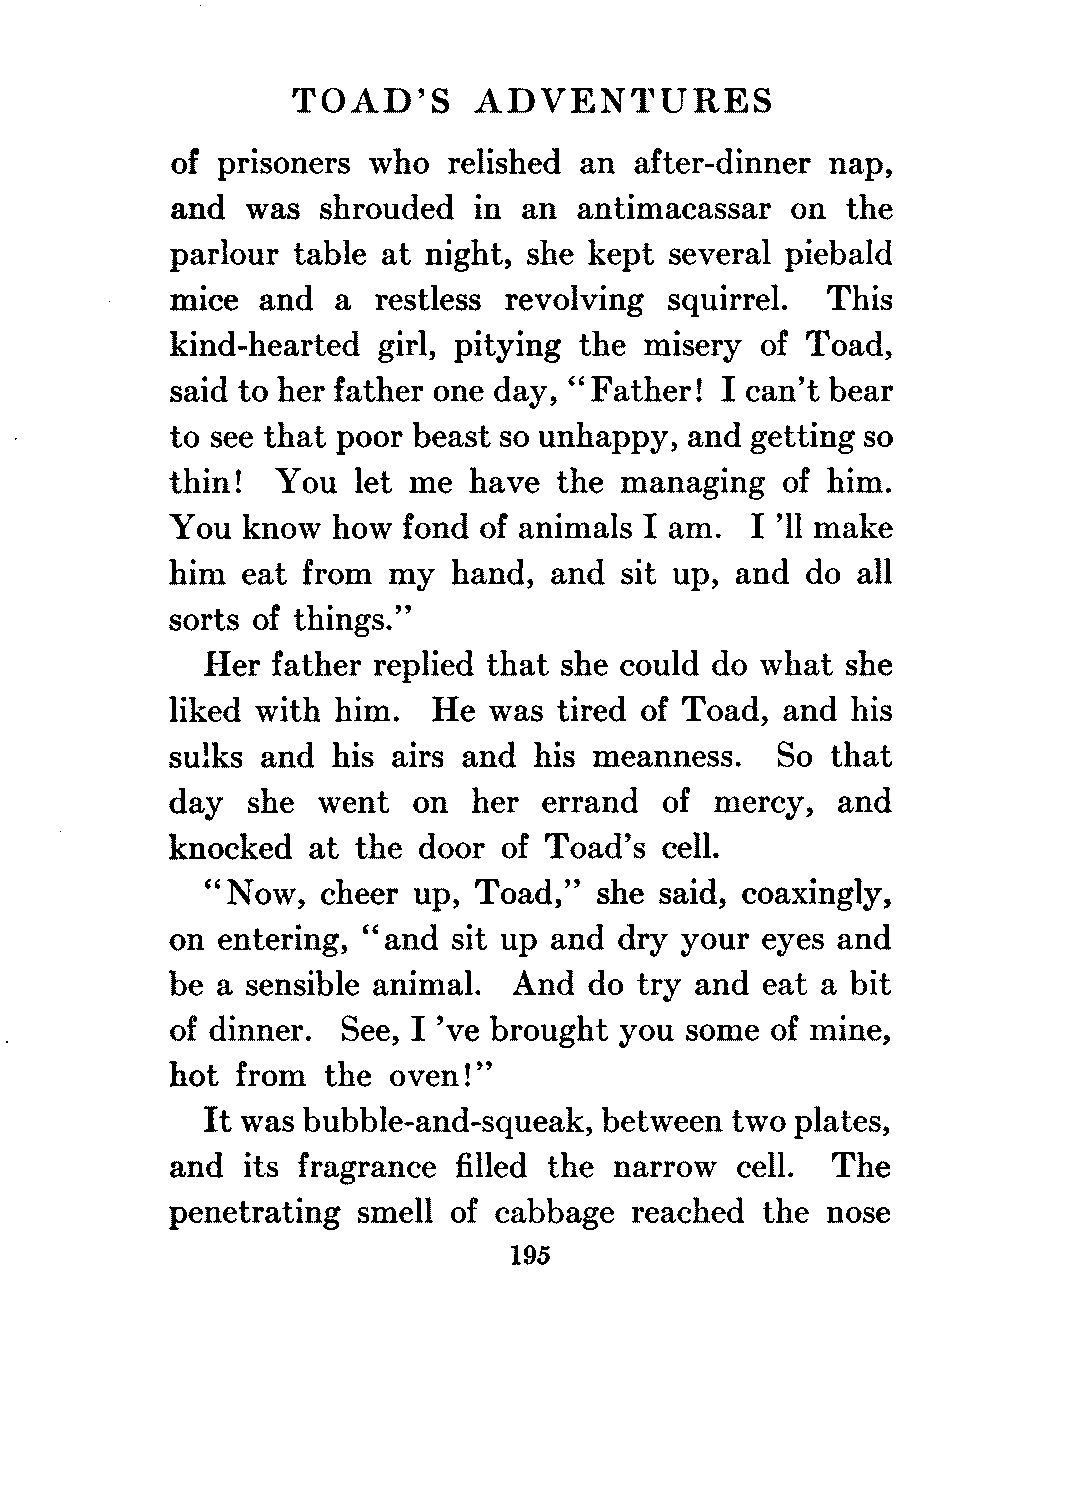 TOAD'S ADVENTURES
of prisoners who relished an after-dinner nap,
and was shrouded in an antimacassar on the
parlour table at night, she kept several piebald
mice and a restless revolving squirrel. This
kind-hearted girl, pitying the misery of Toad,
said to her father one day, "Father! I can't bear
to see that poor beast so unhappy, and getting so
thin! You let me have the managing of him.
You know how fond of animals I am. I 'll make
him eat from my hand, and sit up, and do all
sorts of things."
Her father replied that she could do what she
liked with him. He was tired of Toad, and his
sulks and his airs and his meanness. So that
day she went on her errand of mercy, and
knocked at the door of Toad's cell.
"Now, cheer up, Toad," she said, coaxingly,
on entering, "and sit up and dry your eyes and
be a sensible animal. And do try and eat a bit
of dinner. See, I 've brought you some of mine,
hot from the oven!"
It was bubble-and-squeak, between two plates,
and its fragrance filled the narrow cell. The
penetrating smell of cabbage reached the nose
195